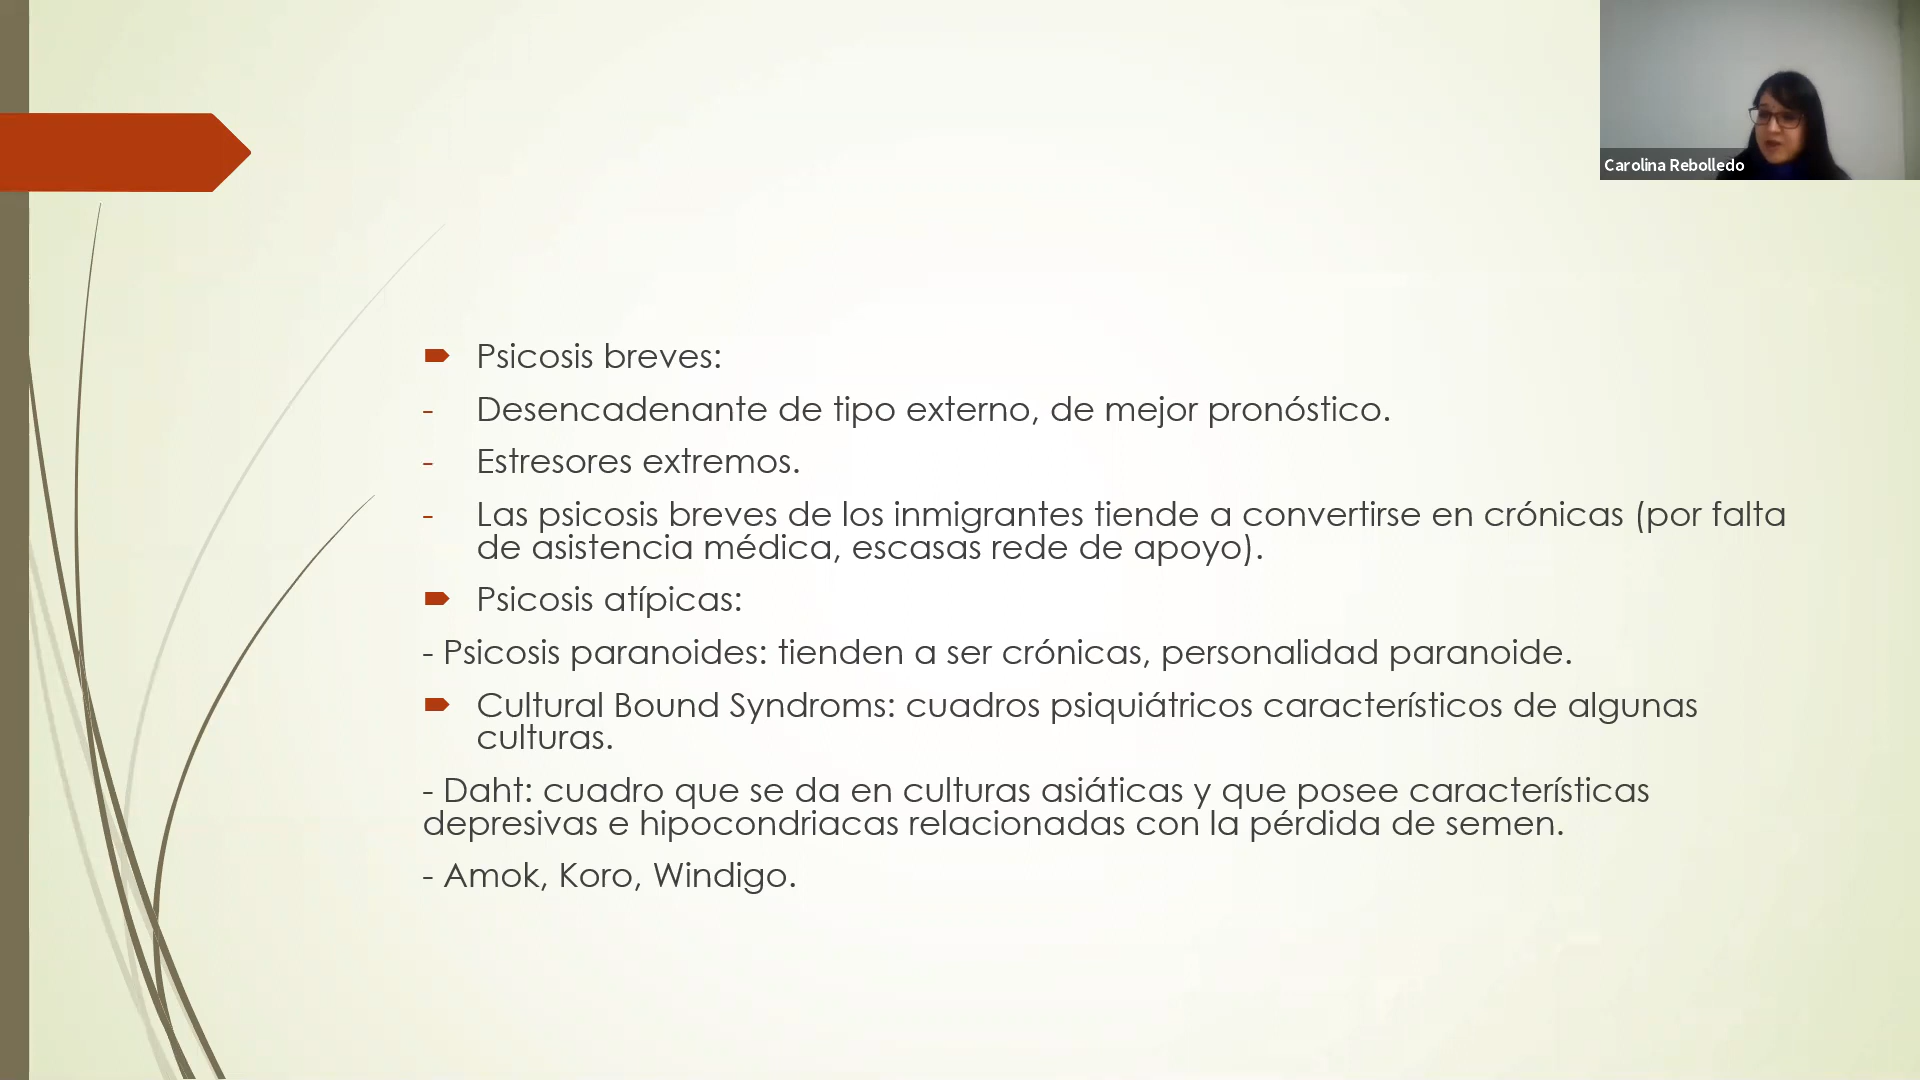 Carolina Rebolledo
Psicosis breves:
- Desencadenante de tipo externo, de mejor pronóstico.
- Estresores extremos.
- Las psicosis breves de los inmigrantes tiende a convertirse en crónicas (por falta
de asistencia médica, escasas rede de apoyo).
Psicosis atípicas:
- Psicosis paranoides: tienden a ser crónicas, personalidad paranoide.
Cultural Bound Syndroms: cuadros psiquiátricos característicos de algunas
culturas.
- Daht: cuadro que se da en culturas asiáticas y que posee características
depresivas e hipocondriacas relacionadas con la pérdida de semen.
- Amok, Koro, Windigo.